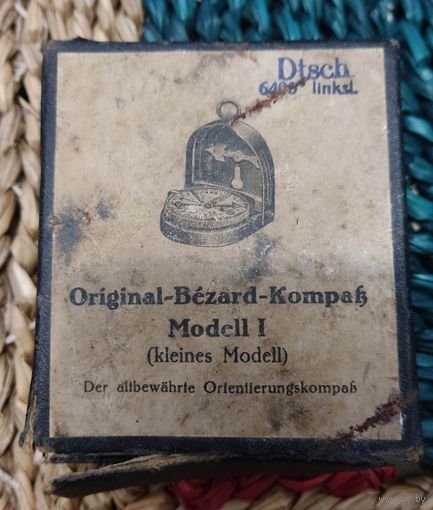 Dtsch
6400 linksl.
Original-Bézard-Kompaß
Modell I
(kleines Modell)
Der altbewährte Orientierungskompaß